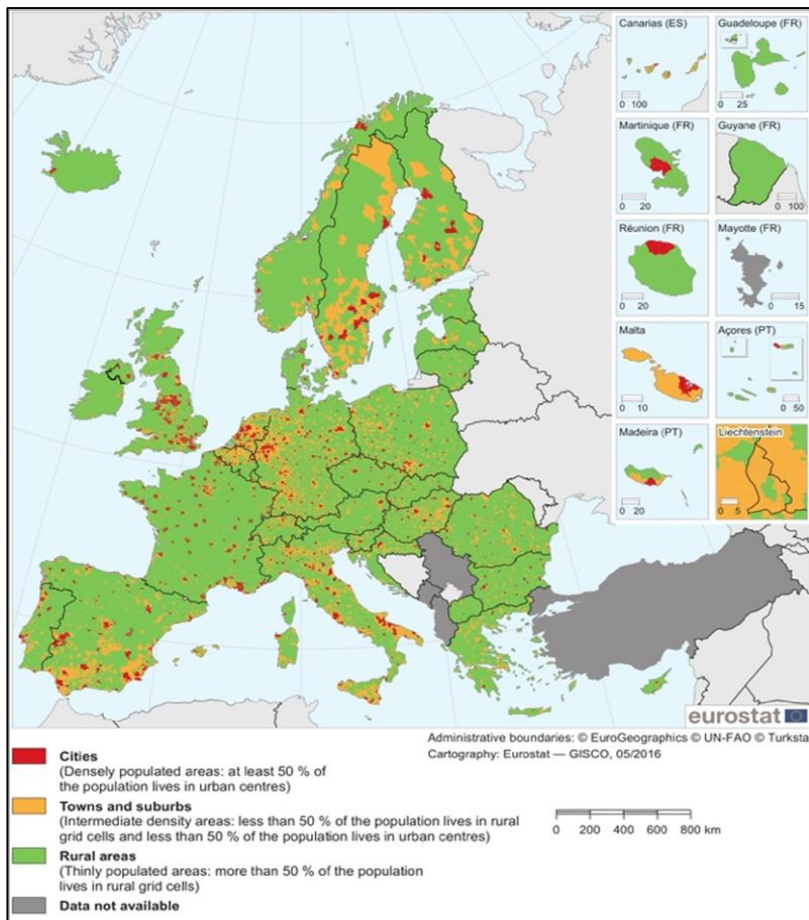 Canarias (ES)
0 100
Guadeloupe (FR)
0 25
Martinique (FR)
0 20
Guyane (FR)
0 100
Réunion (FR)
0 20
Mayotte (FR)
0 15
Malta
0 10
Açores (PT)
0 50
Madeira (PT)
0 20
Liechtenstein
0 5
eurostat
Administrative boundaries: © EuroGeographics © UN-FAO © Turksta
Cartography: Eurostat — GISCO, 05/2016
Cities
(Densely populated areas: at least 50 % of
the population lives in urban centres)
Towns and suburbs
(Intermediate density areas: less than 50 % of the population lives in rural
grid cells and less than 50 % of the population lives in urban centres)
0 200 400 600 800 km
Rural areas
(Thinly populated areas: more than 50 % of the population
lives in rural grid cells)
Data not available